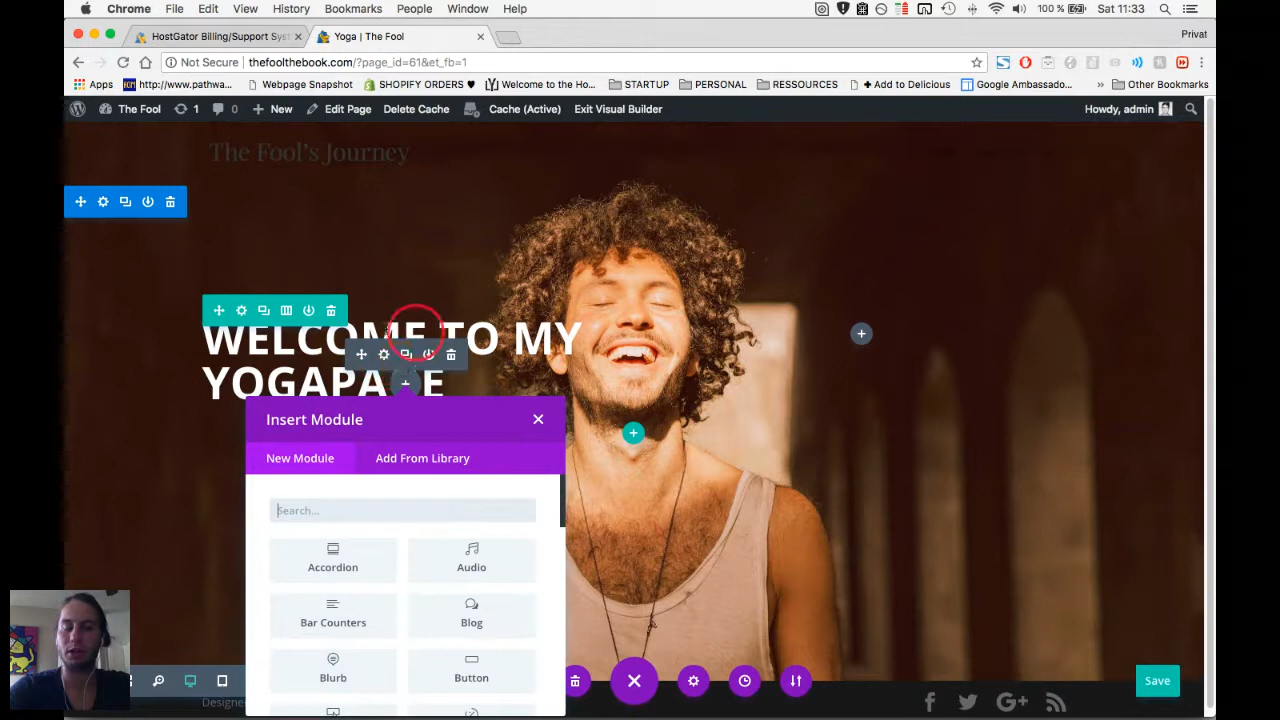 Chrome File Edit View History Bookmarks People Window Help 100 % Sat 11:33
HostGator Billing/Support Sys Yoga | The Fool Privat
Not Secure thefoolthebook.com/?page_id=61&et_fb=1
Apps http://www.pathwa... Webpage Snapshot SHOPIFY ORDERS ♥ Welcome to the Ho... STARTUP PERSONAL RESSOURCES + Add to Delicious Google Ambassado... » Other Bookmarks
The Fool 1 0 New Edit Page Delete Cache Cache (Active) Exit Visual Builder Howdy, admin
The Fool's Journey
WELCOME TO MY
Insert Module
New Module Add From Library
Search...
Accordion Audio
Bar Counters Blog
Blurb Button
Save
Designe